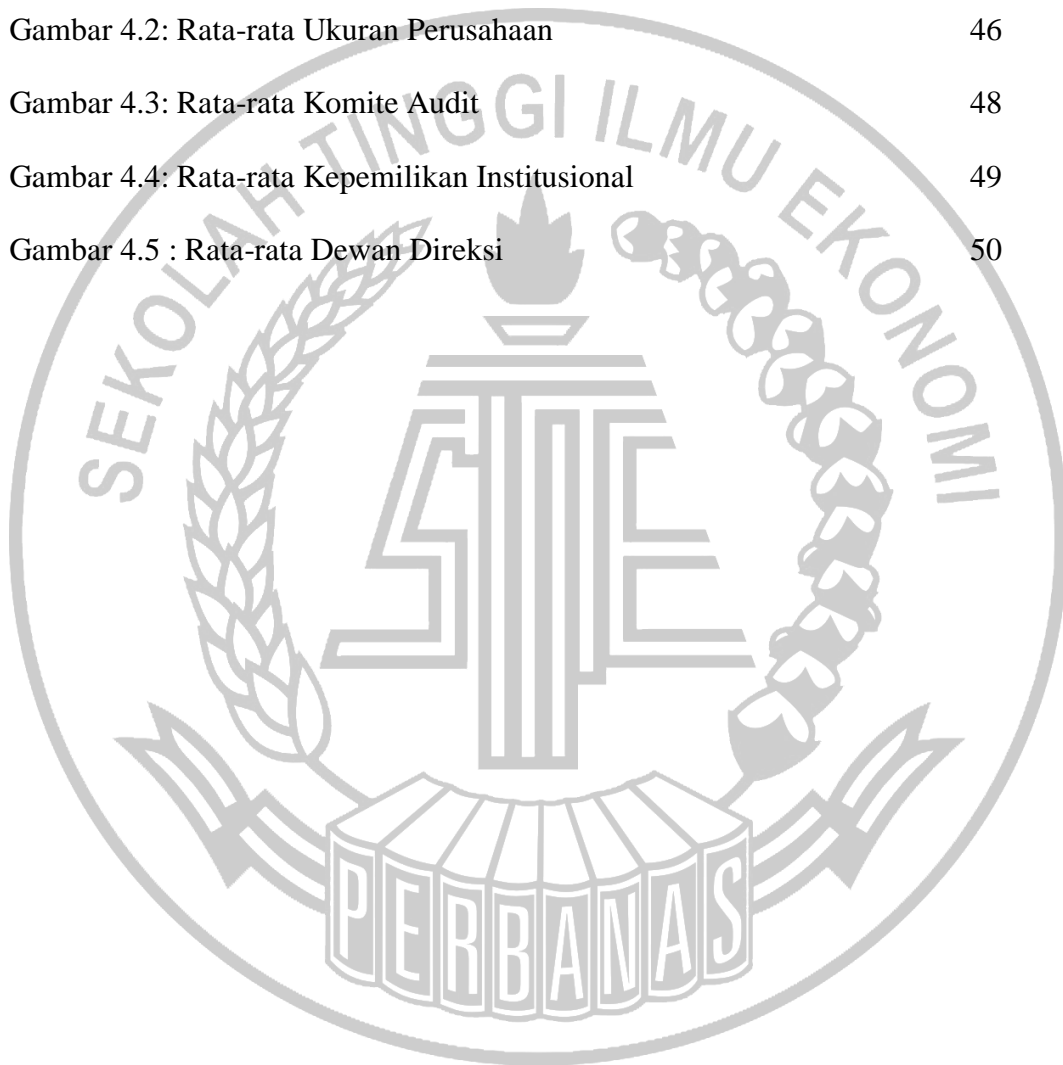 Gambar 4.2: Rata-rata Ukuran Perusahaan 46
Gambar 4.3: Rata-rata Komite Audit 48
Gambar 4.4: Rata-rata Kepemilikan Institusional 49
Gambar 4.5 : Rata-rata Dewan Direksi 50
SEKOLAH TINGGI ILMU EKONOMI
STIE
PERBANAS